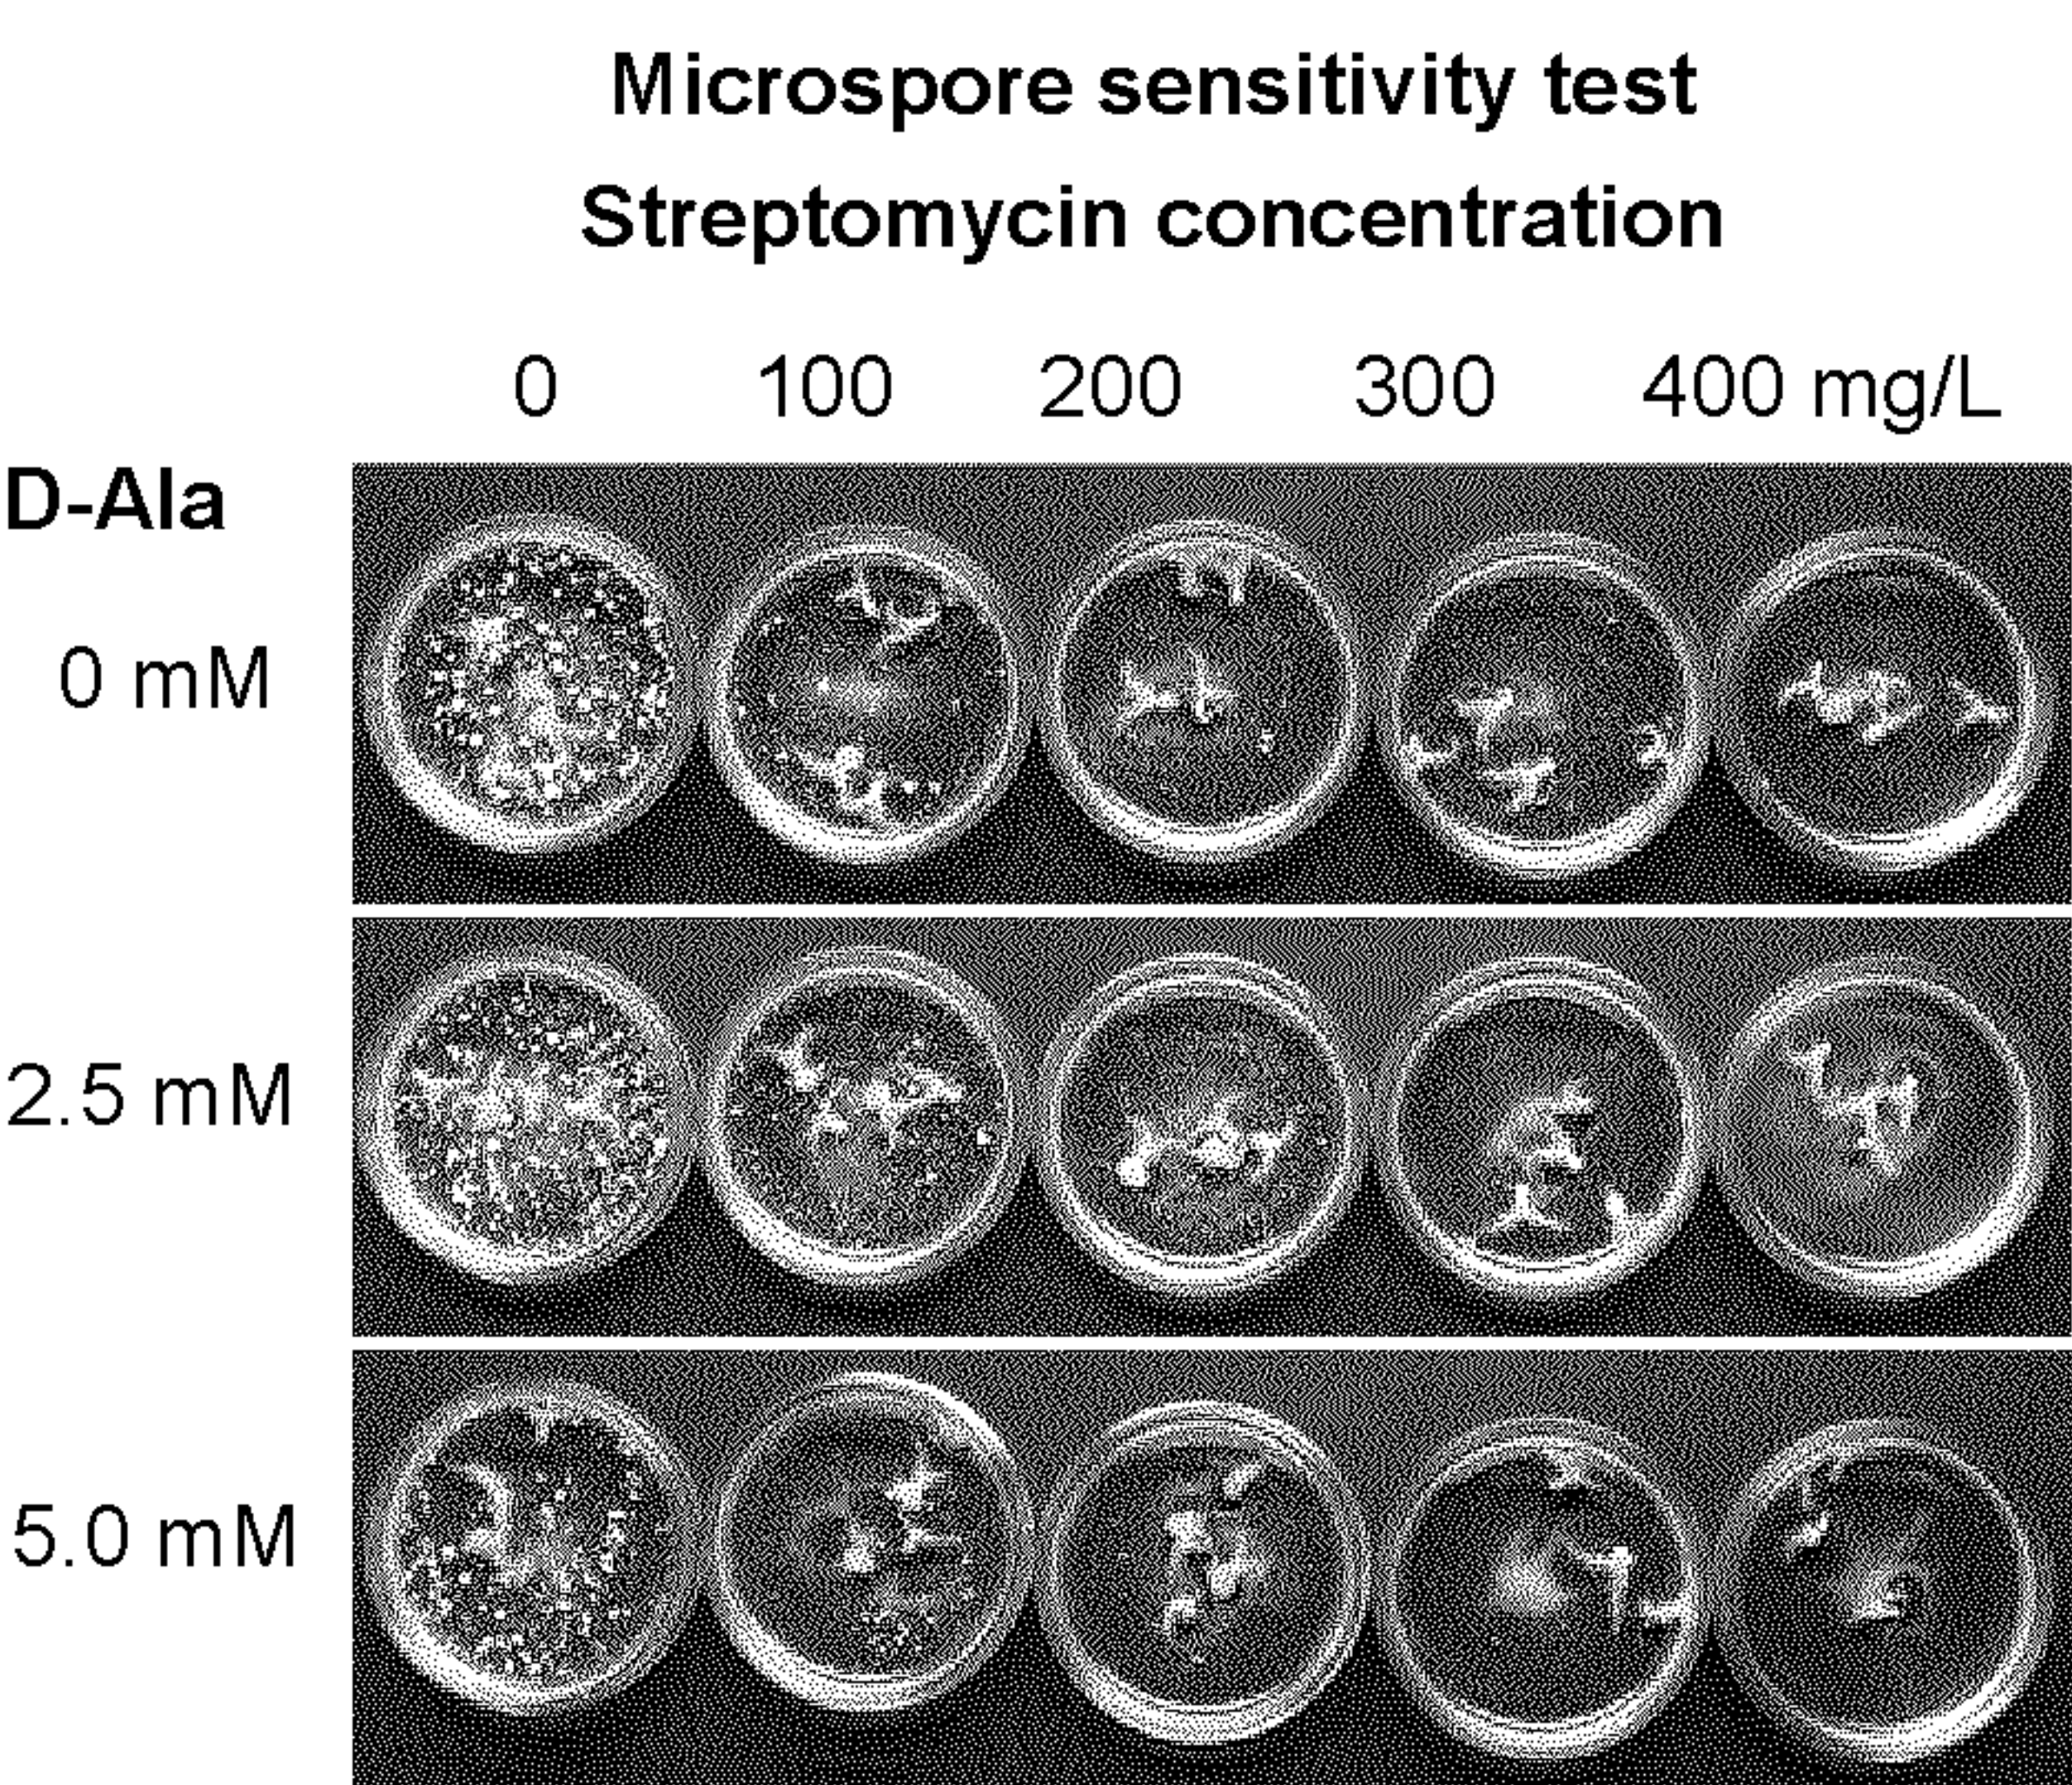 Microspore sensitivity test
Streptomycin concentration
0 100 200 300 400 mg/L
D-Ala
0 mM
2.5 mM
5.0 mM